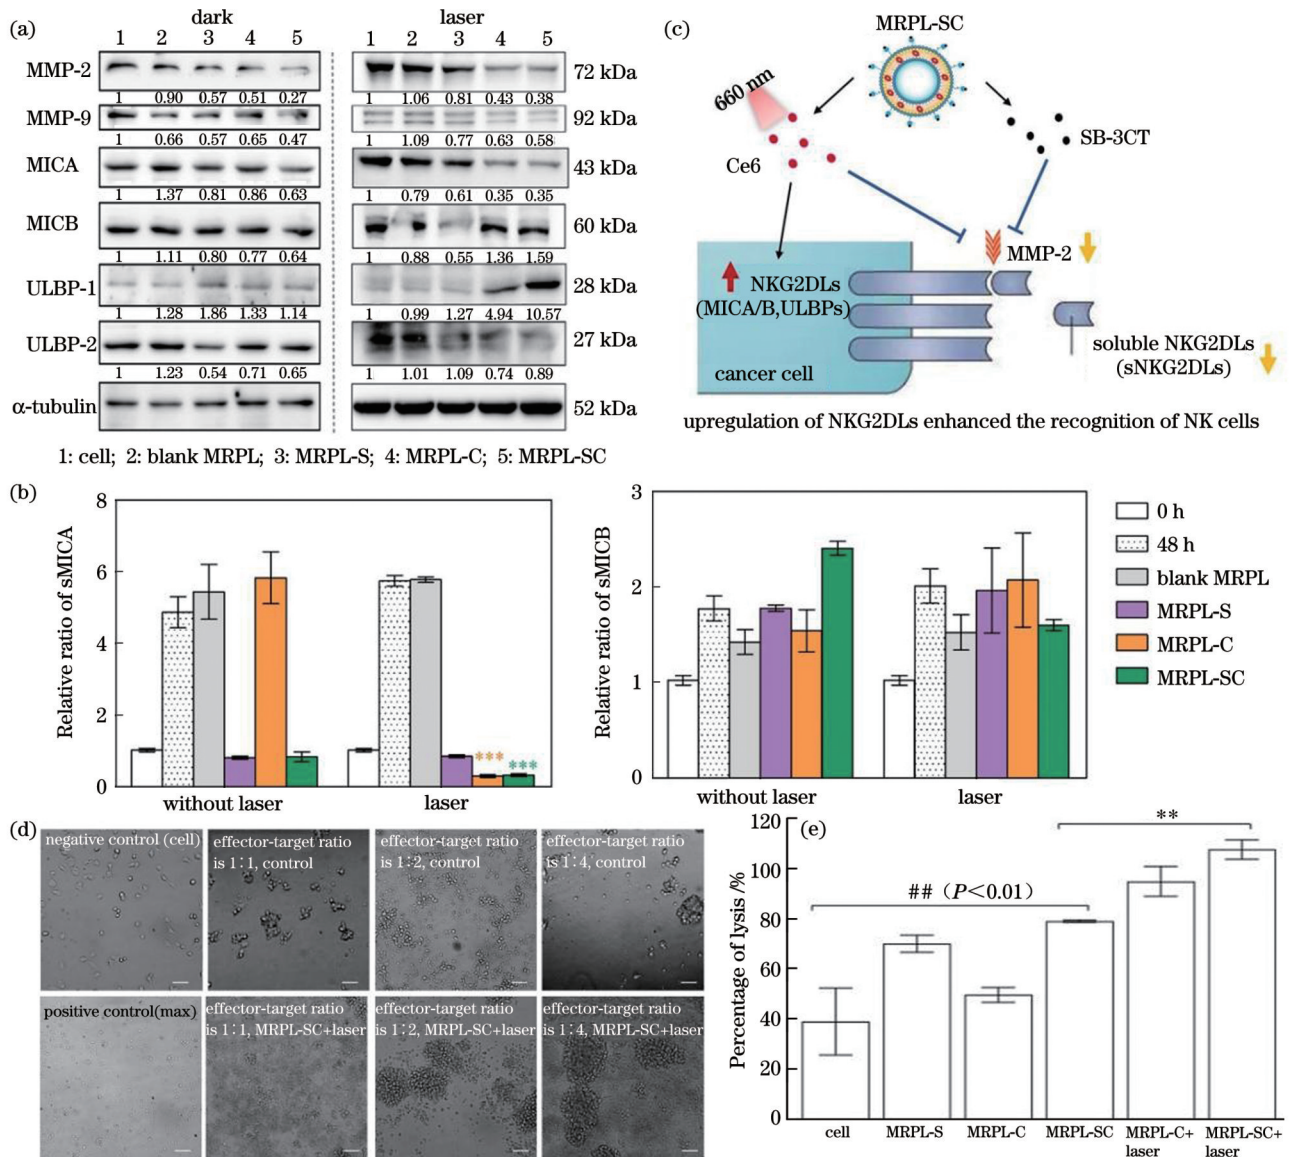 (a)
dark
laser
1 2 3 4 5
1 2 3 4 5
MMP-2
72 kDa
1 0.90 0.57 0.51 0.27
1 1.06 0.81 0.43 0.38
MMP-9
92 kDa
1 0.66 0.57 0.65 0.47
1 1.09 0.77 0.63 0.58
MICA
43 kDa
1 1.37 0.81 0.86 0.63
1 0.79 0.61 0.35 0.35
MICB
60 kDa
1 1.11 0.80 0.77 0.64
1 0.88 0.55 1.36 1.59
ULBP-1
28 kDa
1 1.28 1.86 1.33 1.14
1 0.99 1.27 4.94 10.57
ULBP-2
27 kDa
1 1.23 0.54 0.71 0.65
1 1.01 1.09 0.74 0.89
α-tubulin
52 kDa
1: cell; 2: blank MRPL; 3: MRPL-S; 4: MRPL-C; 5: MRPL-SC
(c)
MRPL-SC
660 nm
Ce6
SB-3CT
MMP-2
NKG2DLs
(MICA/B,ULBPs)
cancer cell
soluble NKG2DLs
(sNKG2DLs)
upregulation of NKG2DLs enhanced the recognition of NK cells
(b)
Relative ratio of sMICA
8
6
4
2
0
***
***
without laser
laser
Relative ratio of sMICB
3
2
1
0
without laser
laser
0 h
48 h
blank MRPL
MRPL-S
MRPL-C
MRPL-SC
(d)
negative control (cell)
effector-target ratio
is 1∶1, control
effector-target ratio
is 1∶2, control
effector-target ratio
is 1∶4, control
positive control(max)
effector-target ratio
is 1∶1, MRPL-SC+laser
effector-target ratio
is 1∶2, MRPL-SC+laser
effector-target ratio
is 1∶4, MRPL-SC+laser
(e)
Percentage of lysis /%
120
100
80
60
40
20
0
## (P<0.01)
**
cell
MRPL-S
MRPL-C
MRPL-SC
MRPL-C+
laser
MRPL-SC+
laser